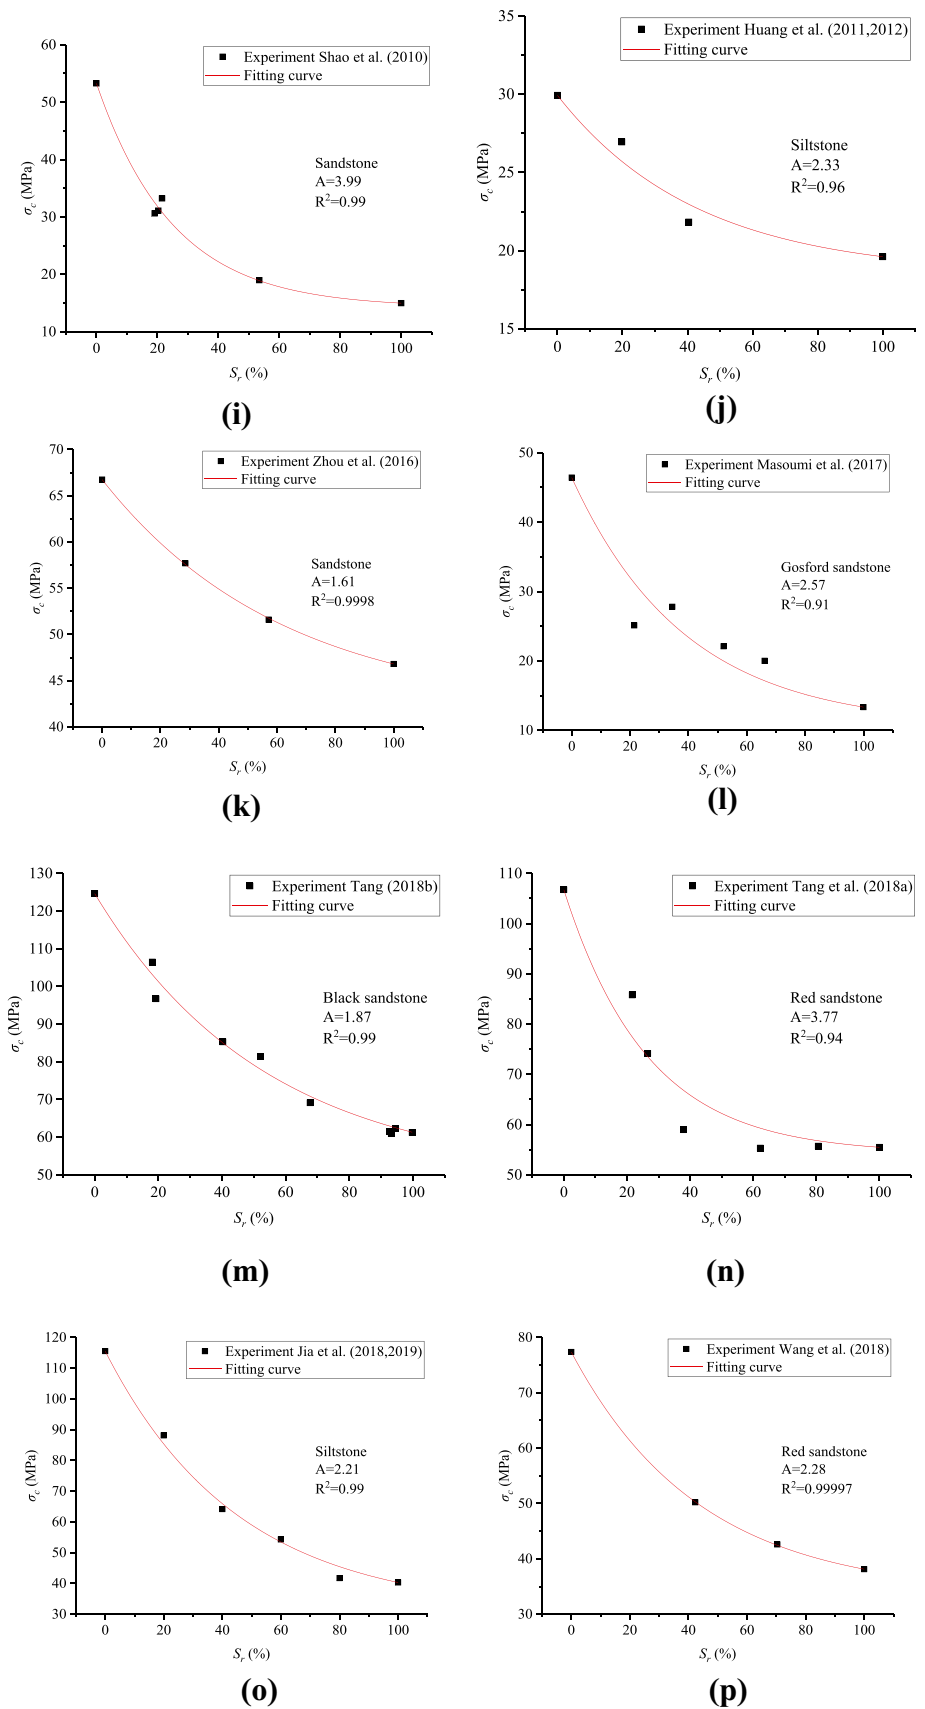 Experiment Shao et al. (2010)
Fitting curve
60
50
40
30
20
10
σc (MPa)
Sandstone
A=3.99
R²=0.99
0 20 40 60 80 100
Sr (%)
(i)
Experiment Huang et al. (2011,2012)
Fitting curve
35
30
25
20
15
σc (MPa)
Siltstone
A=2.33
R²=0.96
0 20 40 60 80 100
Sr (%)
(j)
Experiment Zhou et al. (2016)
Fitting curve
70
65
60
55
50
45
40
σc (MPa)
Sandstone
A=1.61
R²=0.9998
0 20 40 60 80 100
Sr (%)
(k)
Experiment Masoumi et al. (2017)
Fitting curve
50
40
30
20
10
σc (MPa)
Gosford sandstone
A=2.57
R²=0.91
0 20 40 60 80 100
Sr (%)
(l)
Experiment Tang (2018b)
Fitting curve
130
120
110
100
90
80
70
60
50
σc (MPa)
Black sandstone
A=1.87
R²=0.99
0 20 40 60 80 100
Sr (%)
(m)
Experiment Tang et al. (2018a)
Fitting curve
110
100
90
80
70
60
50
σc (MPa)
Red sandstone
A=3.77
R²=0.94
0 20 40 60 80 100
Sr (%)
(n)
Experiment Jia et al. (2018,2019)
Fitting curve
120
110
100
90
80
70
60
50
40
30
σc (MPa)
Siltstone
A=2.21
R²=0.99
0 20 40 60 80 100
Sr (%)
(o)
Experiment Wang et al. (2018)
Fitting curve
80
70
60
50
40
30
σc (MPa)
Red sandstone
A=2.28
R²=0.99997
0 20 40 60 80 100
Sr (%)
(p)